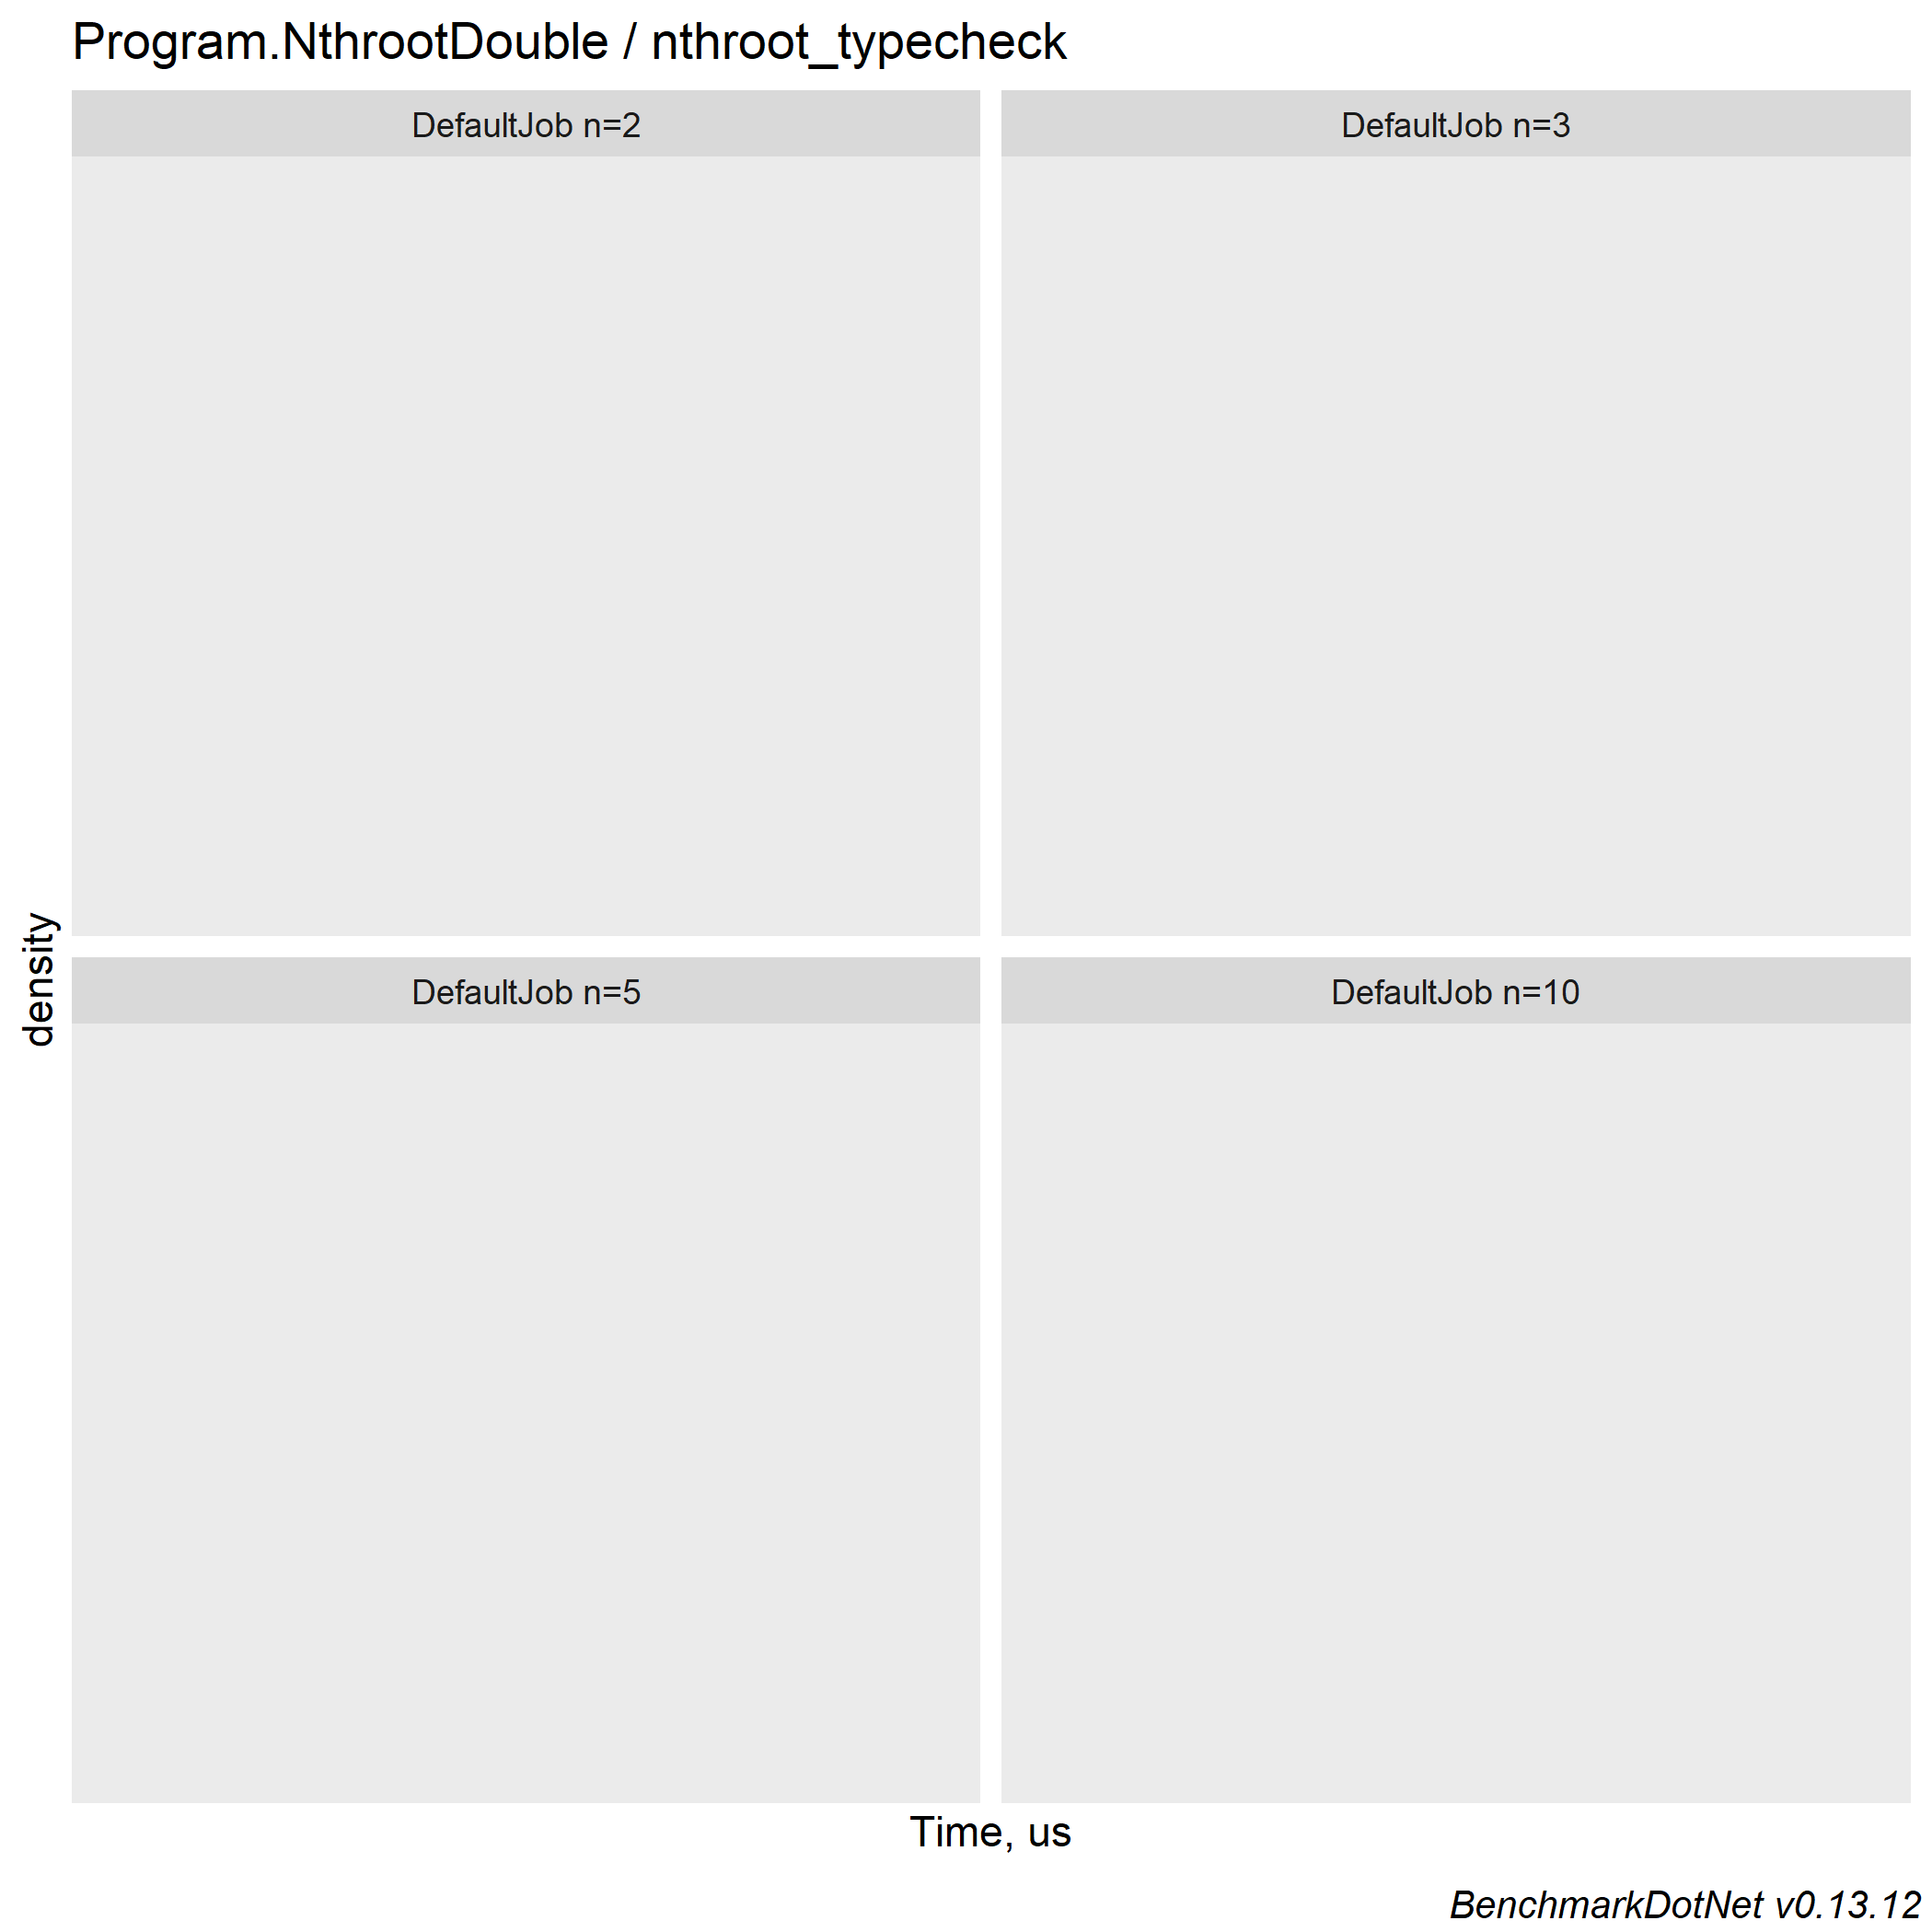 Program.NthrootDouble / nthroot_typecheck
DefaultJob n=2
DefaultJob n=3
density
DefaultJob n=5
DefaultJob n=10
Time, us
BenchmarkDotNet v0.13.12